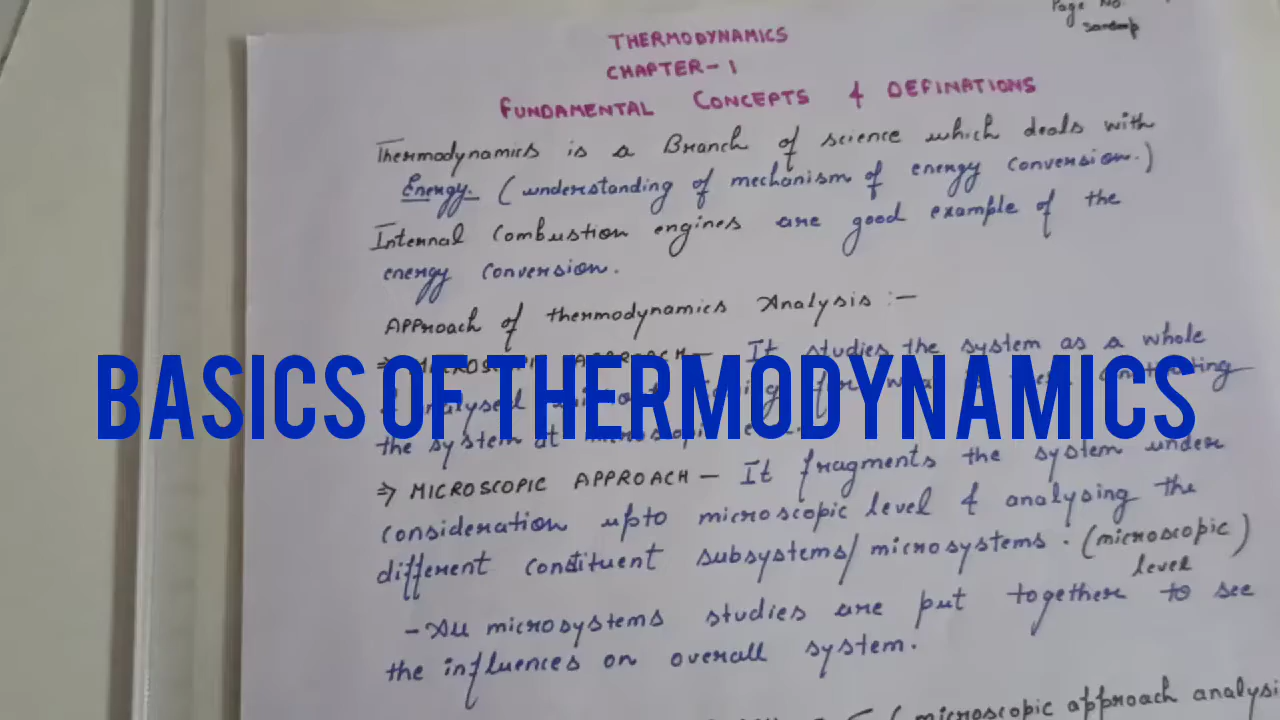 Page No.
THERMODYNAMICS
CHAPTER-1
FUNDAMENTAL CONCEPTS & DEFINATIONS
Thermodynamics is a Branch of science which deals with
Energy. (understanding of mechanism of energy conversion.)
Internal Combustion engines are good example of the
energy conversion.
Approach of thermodynamics Analysis :-
⇒ MACROSCOPIC APPROACH - It studies the system as a whole
BASICS OF THERMODYNAMICS
the system at
⇒ MICROSCOPIC APPROACH - It fragments the system under
consideration upto microscopic level & analysing the
different constituent subsystems/microsystems. (microscopic)
level
- All microsystems studies are put together to see
the influences on overall system.
(microscopic approach analysi